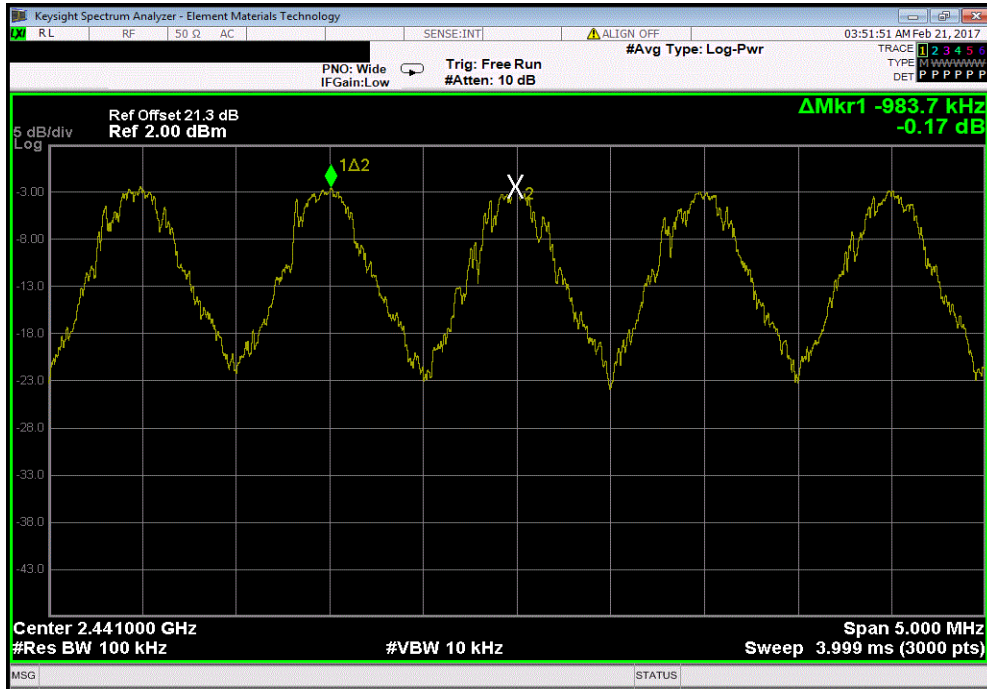 Keysight Spectrum Analyzer - Element Materials Technology
LXI RL RF 50 Ω AC SENSE:INT ALIGN OFF 03:51:51 AM Feb 21, 2017
#Avg Type: Log-Pwr TRACE 1 2 3 4 5 6
PNO: Wide Trig: Free Run TYPE M WWWWW
IFGain:Low #Atten: 10 dB DET P P P P P P
ΔMkr1 -983.7 kHz
Ref Offset 21.3 dB
5 dB/div Ref 2.00 dBm -0.17 dB
Log
1Δ2
-3.00
2
-8.00
-13.0
-18.0
-23.0
-28.0
-33.0
-38.0
-43.0
Center 2.441000 GHz Span 5.000 MHz
#Res BW 100 kHz #VBW 10 kHz Sweep 3.999 ms (3000 pts)
MSG STATUS